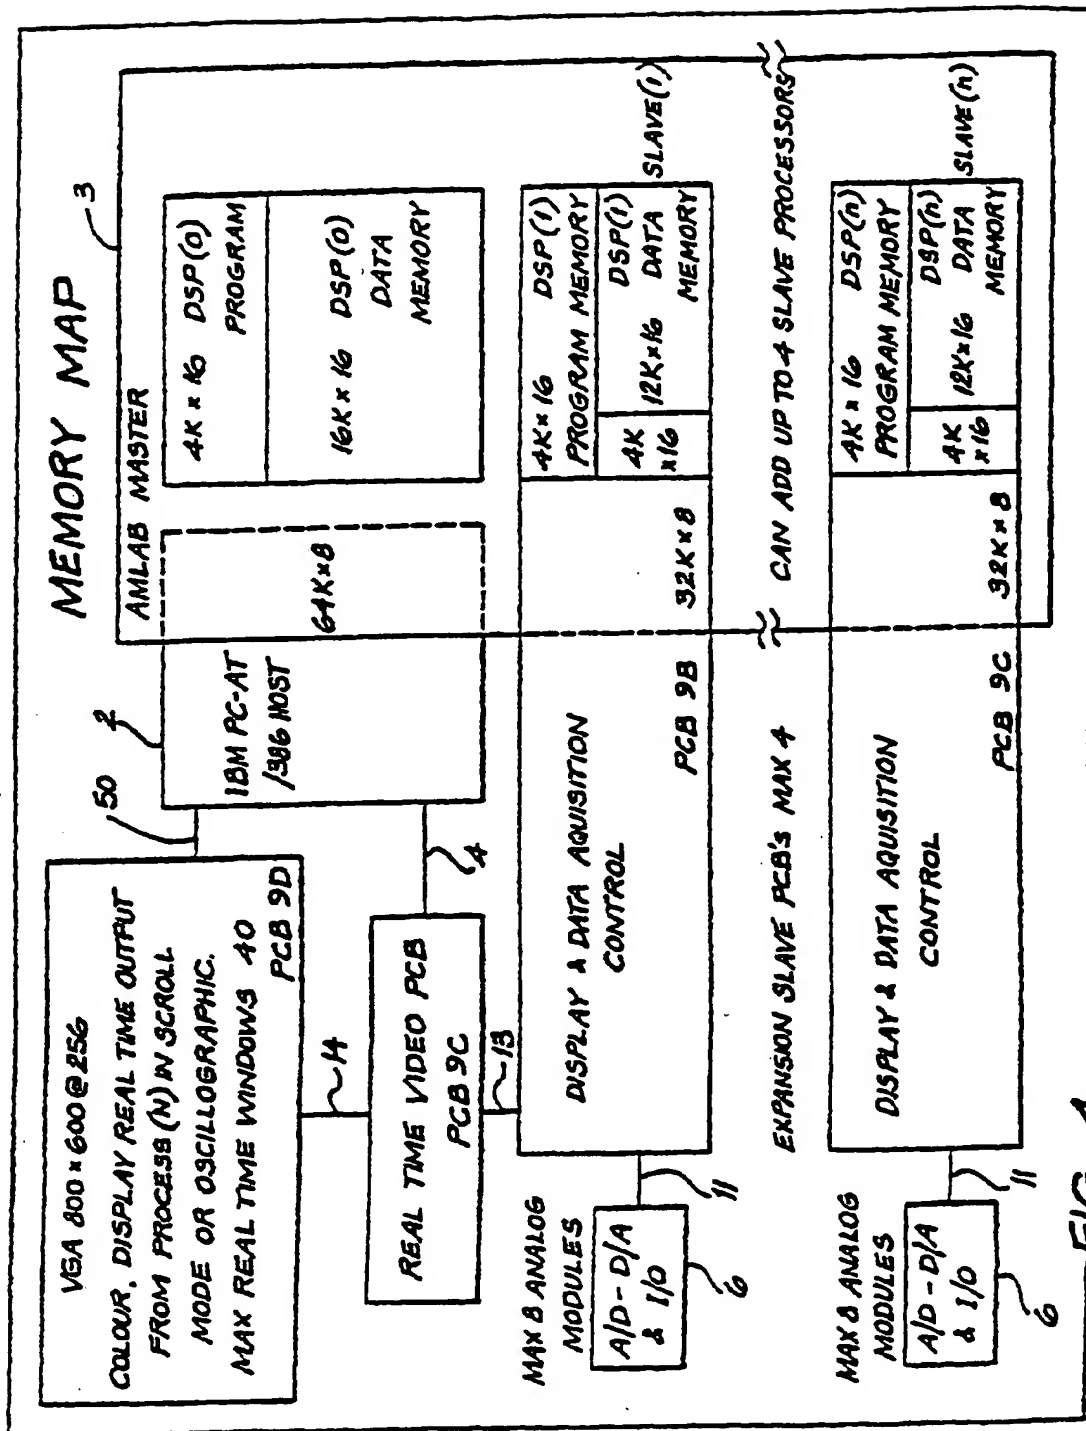 MEMORY MAP
3
AMLAB MASTER
4K × 16 DSP(0)
PROGRAM
16K × 16 DSP(0)
DATA
MEMORY
64K×8
2
IBM PC-AT
/386 HOST
50
VGA 800 × 600 @ 256
COLOUR, DISPLAY REAL TIME OUTPUT
FROM PROCESS (N) IN SCROLL
MODE OR OSCILLOGRAPHIC.
MAX REAL TIME WINDOWS 40
PCB 9D
14
4
REAL TIME VIDEO PCB
PCB 9C
13
4K×16 DSP(1)
PROGRAM MEMORY
4K
×16
12K×16
DSP(1)
DATA
MEMORY
SLAVE(1)
32K×8
DISPLAY & DATA AQUISITION
CONTROL
PCB 9B
MAX 8 ANALOG
MODULES
A/D-D/A
& I/O
11
6
EXPANSION SLAVE PCB'S MAX 4
CAN ADD UP TO 4 SLAVE PROCESSORS
4K×16 DSP(n)
PROGRAM MEMORY
4K
×16
12K×16
DSP(n)
DATA
MEMORY
SLAVE(n)
32K×8
DISPLAY & DATA AQUISITION
CONTROL
PCB 9C
MAX 8 ANALOG
MODULES
A/D-D/A
& I/O
11
6